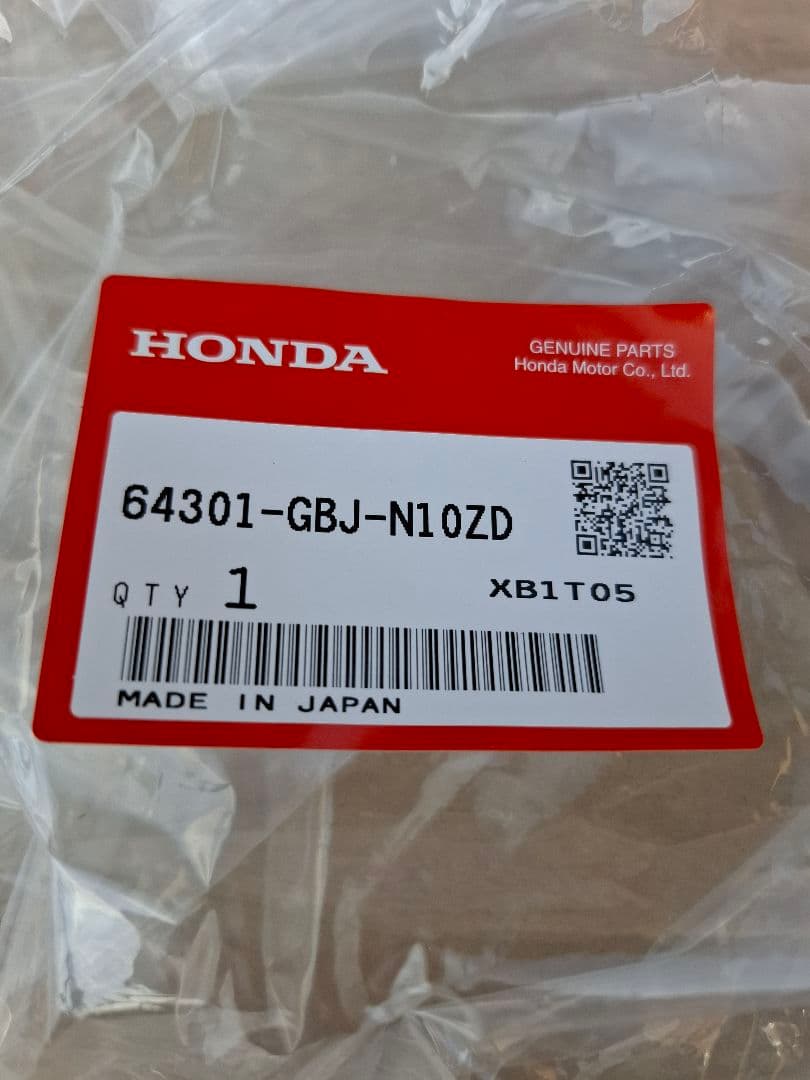 HONDA
GENUINE PARTS
Honda Motor Co., Ltd.
64301-GBJ-N10ZD
QTY 1
XB1T05
MADE IN JAPAN